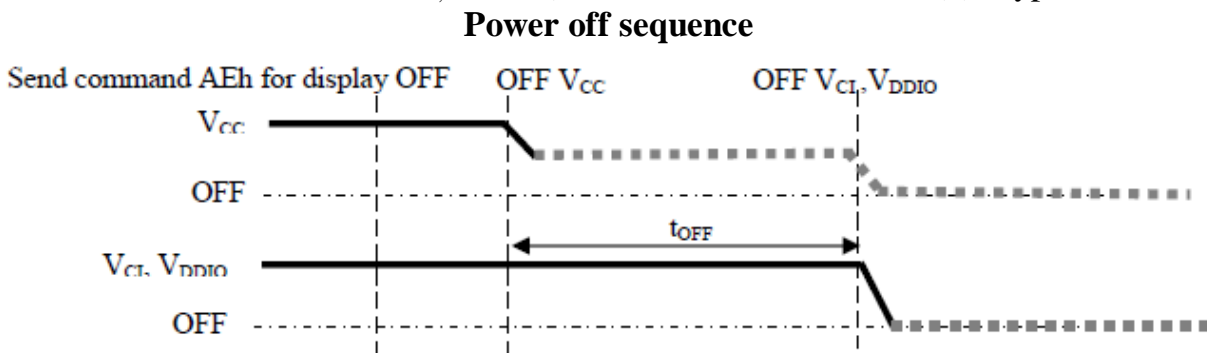 Power off sequence
Send command AEh for display OFF OFF VCC OFF VCI, VDDIO
VCC
OFF
tOFF
VCI, VDDIO
OFF